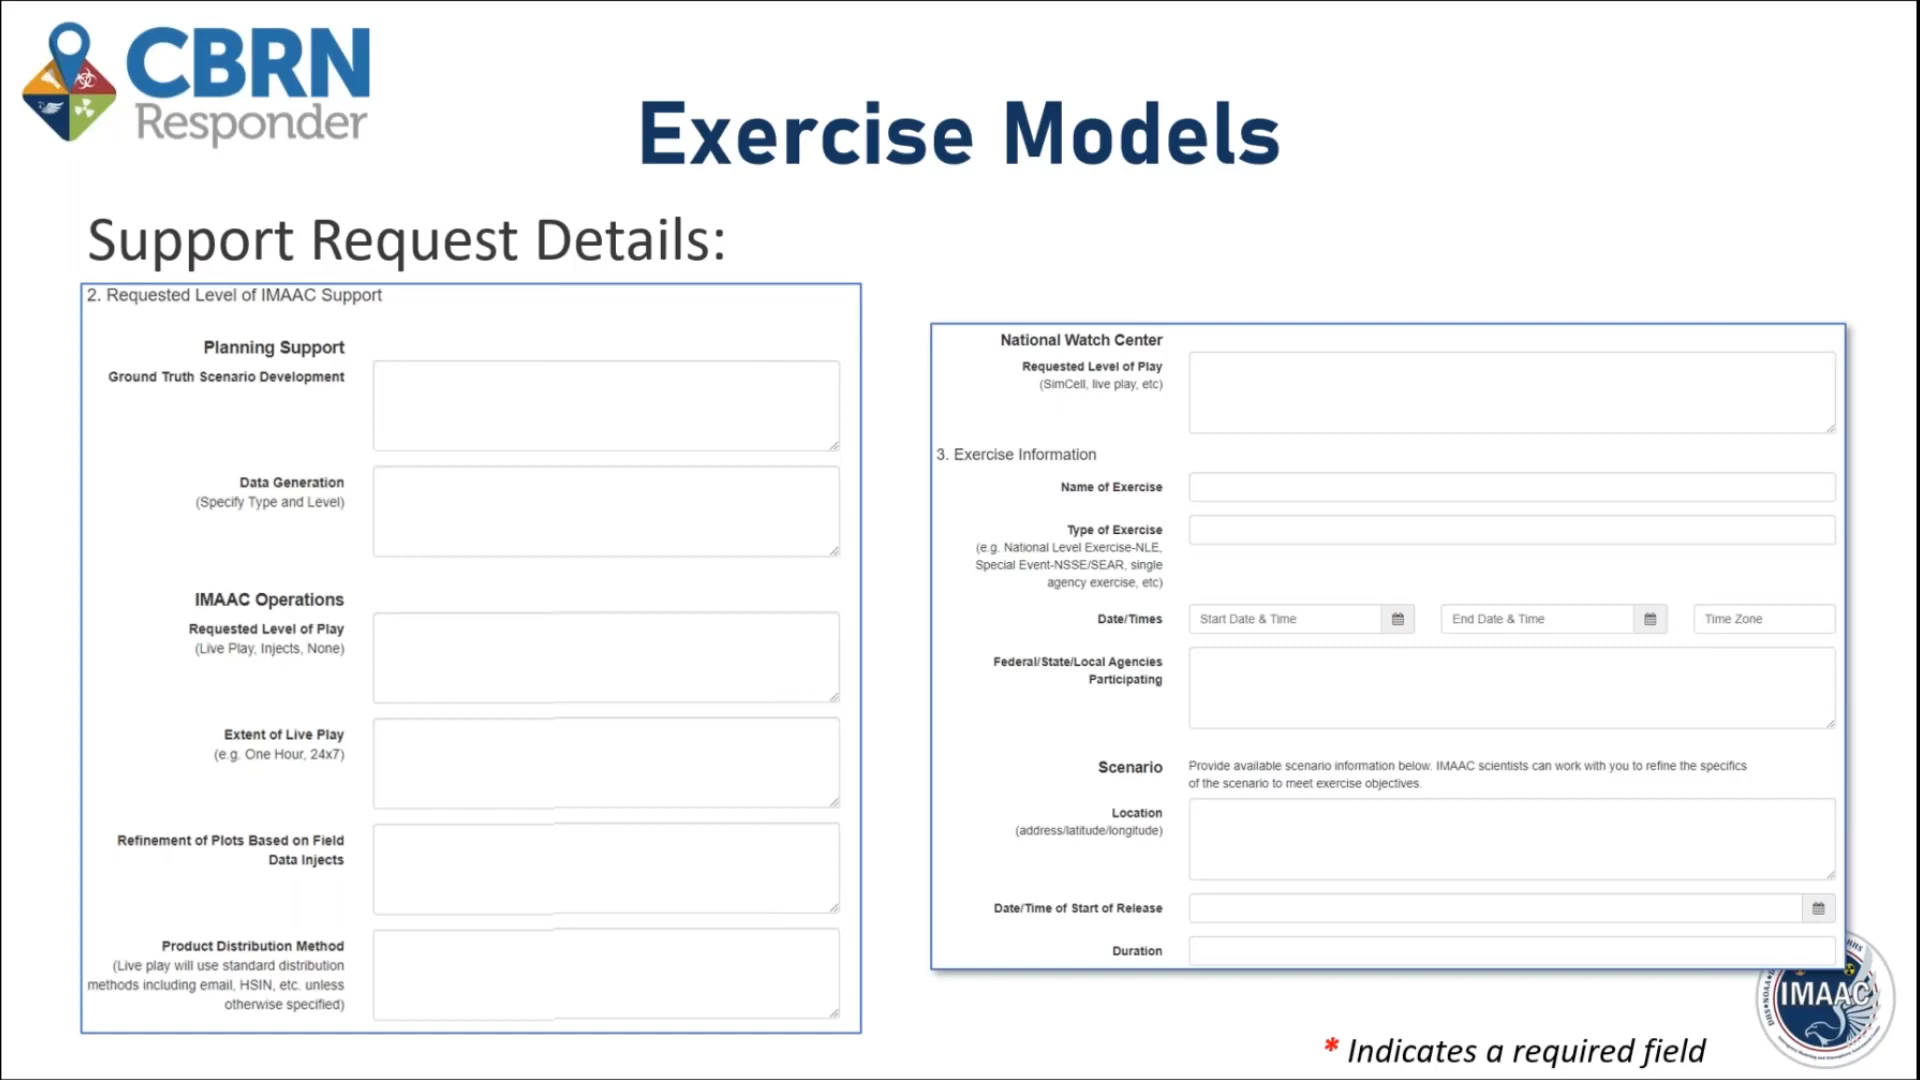 CBRN
Responder
Exercise Models
Support Request Details:
2. Requested Level of IMAAC Support
Planning Support
Ground Truth Scenario Development
Data Generation
(Specify Type and Level)
IMAAC Operations
Requested Level of Play
(Live Play, Injects, None)
Extent of Live Play
(e.g. One Hour, 24x7)
Refinement of Plots Based on Field
Data Injects
Product Distribution Method
(Live play will use standard distribution
methods including email, HSIN, etc. unless
otherwise specified)
National Watch Center
Requested Level of Play
(SimCell, live play, etc)
3. Exercise Information
Name of Exercise
Type of Exercise
(e.g. National Level Exercise-NLE,
Special Event-NSSE/SEAR, single
agency exercise, etc)
Date/Times
Start Date & Time
End Date & Time
Time Zone
Federal/State/Local Agencies
Participating
Scenario
Provide available scenario information below. IMAAC scientists can work with you to refine the specifics
of the scenario to meet exercise objectives.
Location
(address/latitude/longitude)
Date/Time of Start of Release
Duration
IMAAC
* Indicates a required field